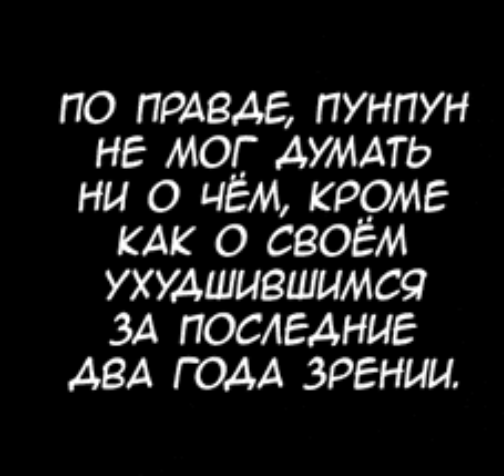 ПО ПРАВДЕ, ПУНПУН
НЕ МОГ ДУМАТЬ
НИ О ЧЁМ, КРОМЕ
КАК О СВОЁМ
УХУДШИВШИМСЯ
ЗА ПОСЛЕДНИЕ
ДВА ГОДА ЗРЕНИИ.